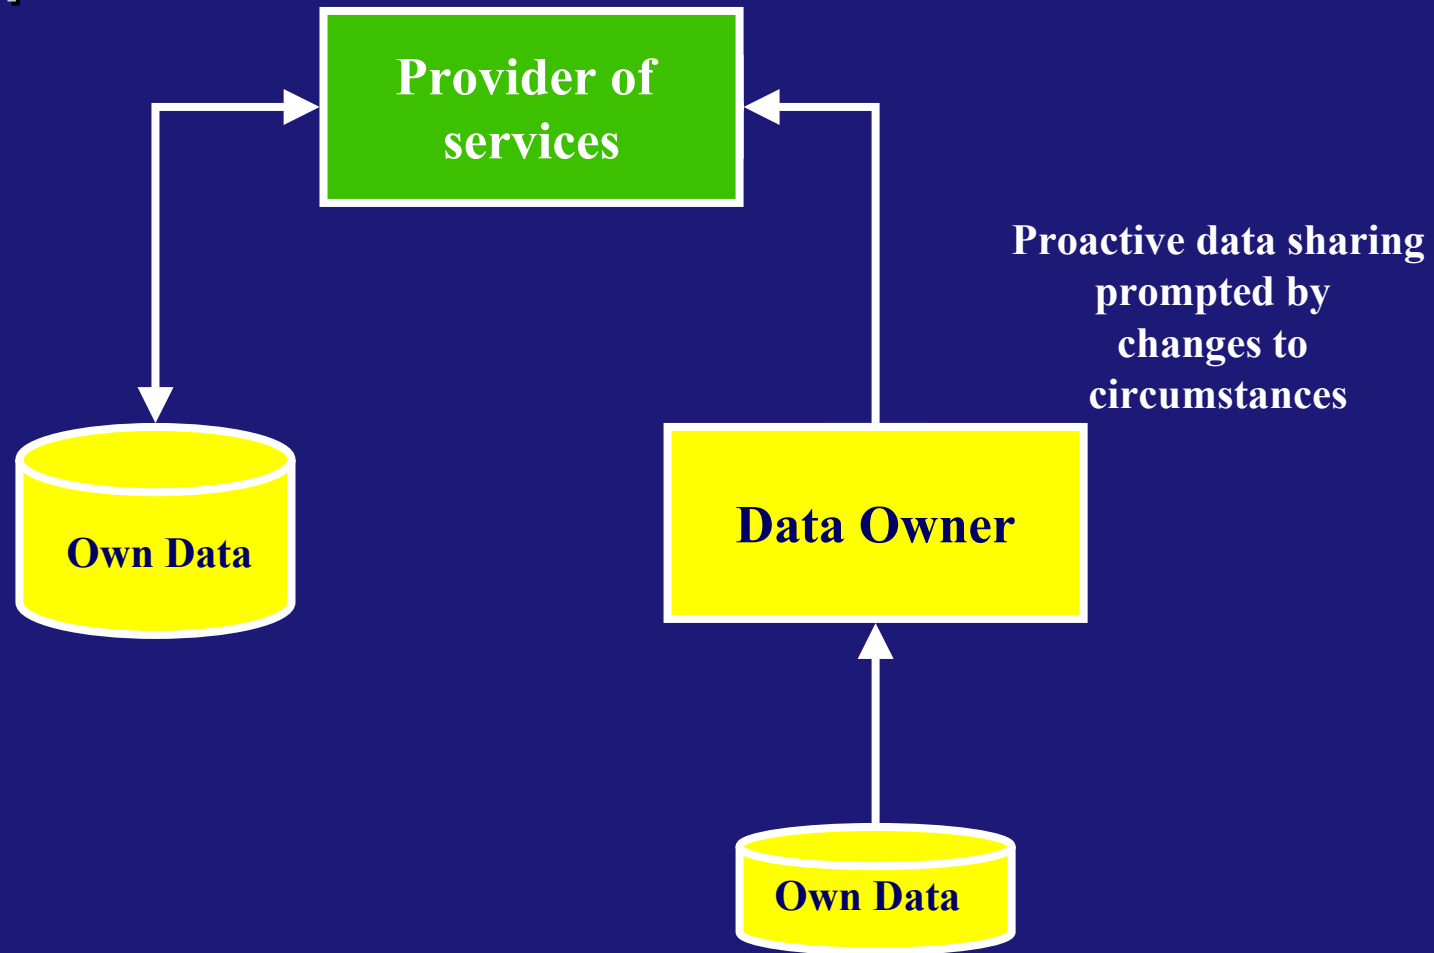 Provider of
services
Proactive data sharing
prompted by
changes to
circumstances
Data Owner
Own Data
Own Data